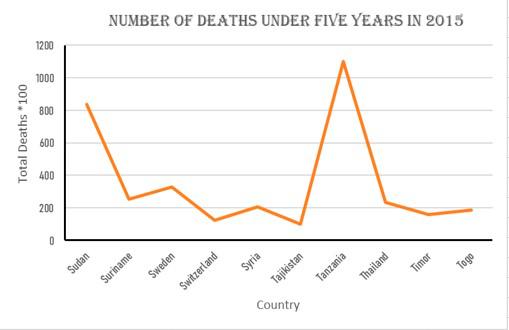 NUMBER OF DEATHS UNDER FIVE YEARS IN 2015
1200
1000
800
600
400
200
0
Total Deaths *100
Sudan
Suriname
Sweden
Switzerland
Syria
Tajikistan
Tanzania
Thailand
Timor
Togo
Country